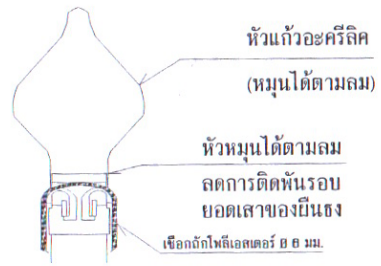 หัวแก้วอะครีลิค
(หมุนได้ตามลม)
หัวหมุนได้ตามลม
ลดการติดพันรอบ
ยอดเสาของผืนธง
เชือกถักโพลีเอสเตอร์ Ø 6 มม.